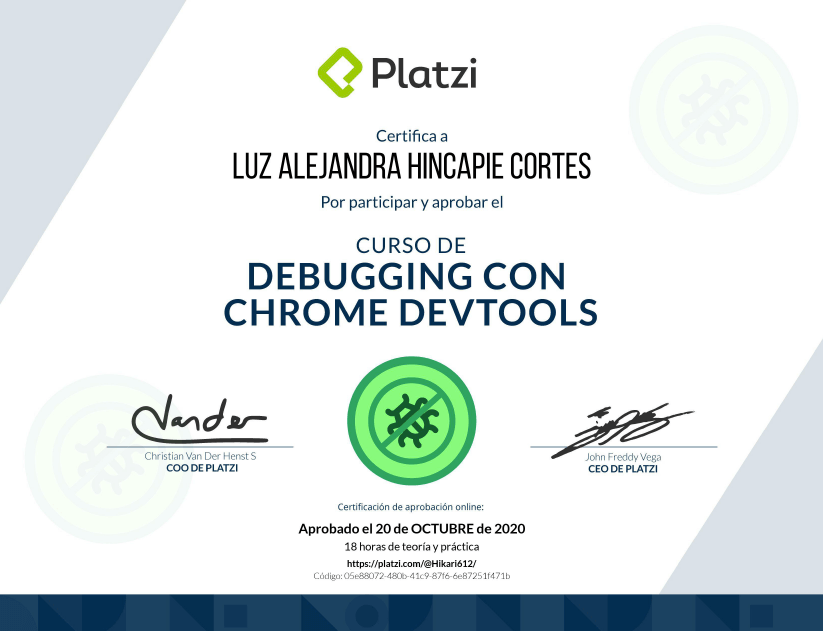 Platzi
Certifica a
LUZ ALEJANDRA HINCAPIE CORTES
Por participar y aprobar el
CURSO DE
DEBUGGING CON
CHROME DEVTOOLS
Vander
Christian Van Der Henst S
COO DE PLATZI
John Freddy Vega
CEO DE PLATZI
Certificación de aprobación online:
Aprobado el 20 de OCTUBRE de 2020
18 horas de teoría y práctica
https://platzi.com/@Hikari612/
Código: 05e88072-480b-41c9-87f6-6e87251f471b